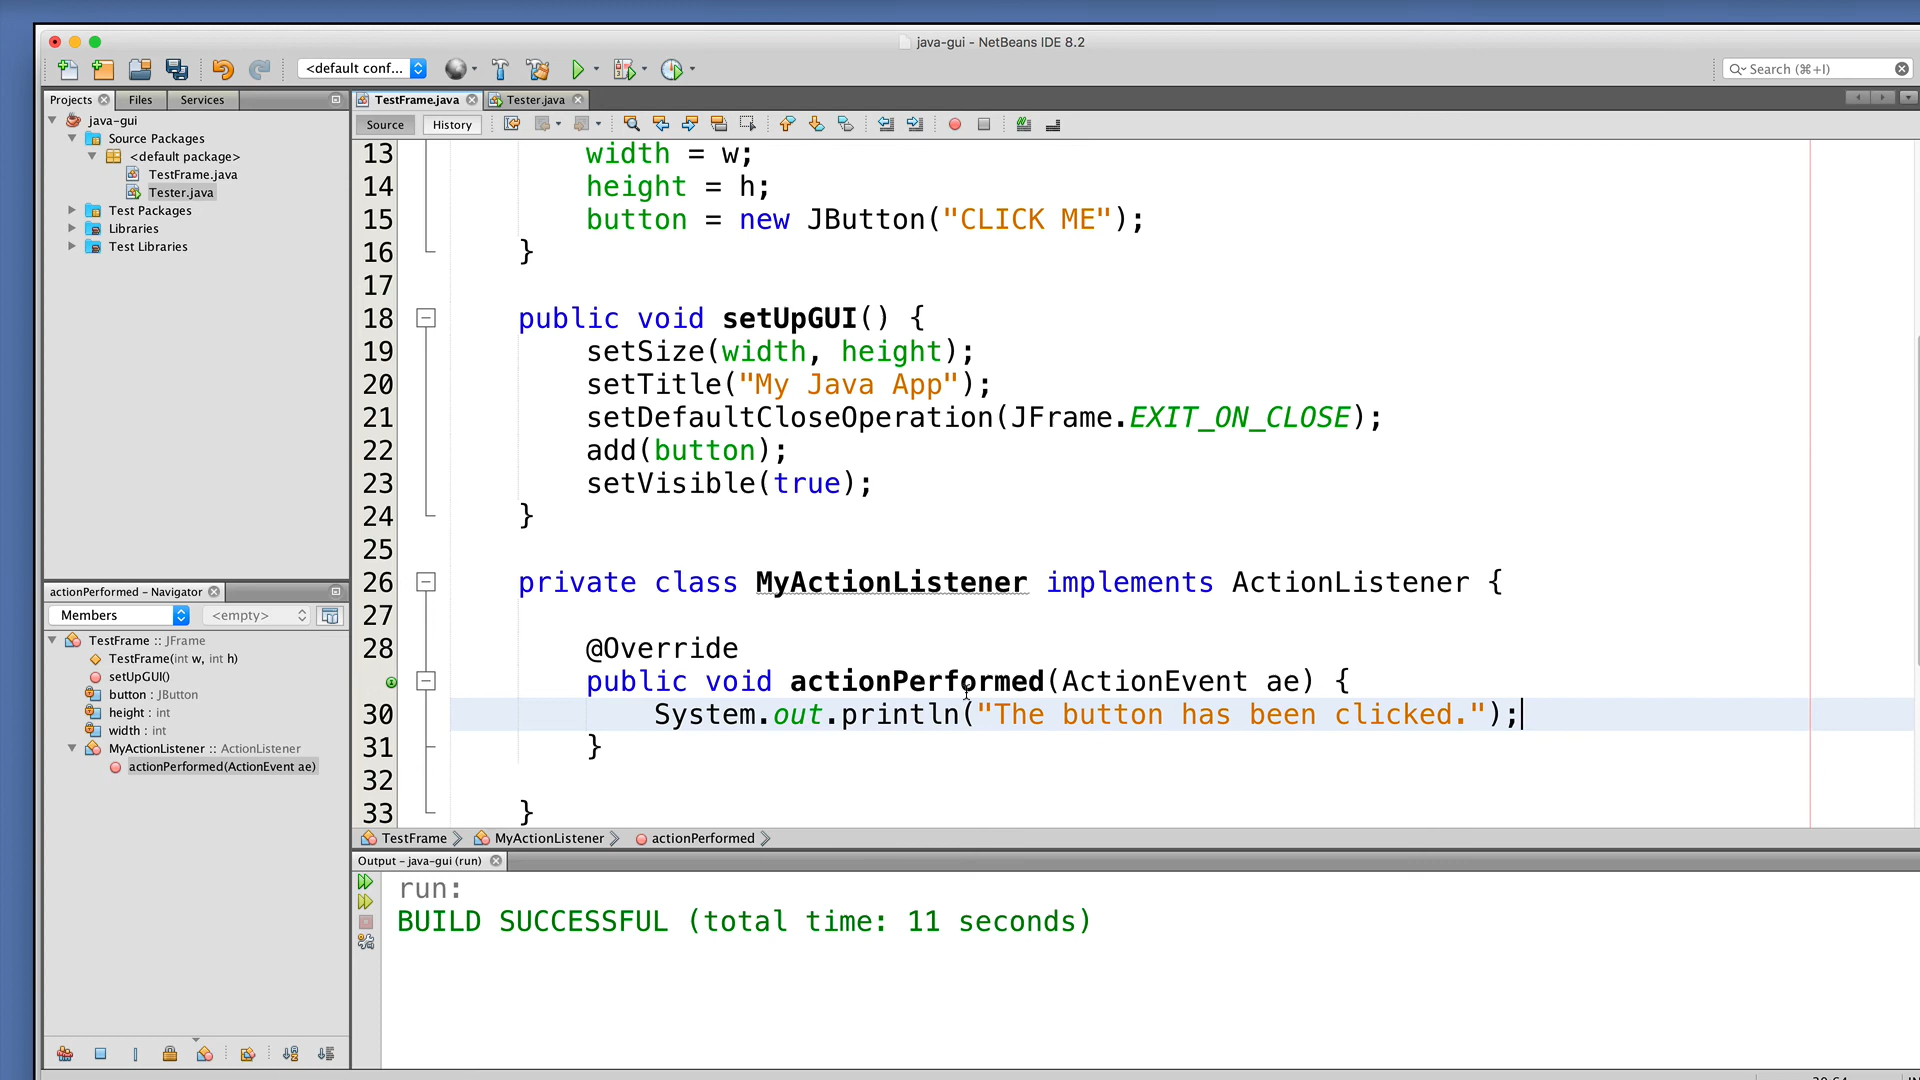 java-gui - NetBeans IDE 8.2
<default conf...
Search (⌘+I)
Projects
Files
Services
TestFrame.java
Tester.java
java-gui
Source Packages
<default package>
TestFrame.java
Tester.java
Test Packages
Libraries
Test Libraries
Source
History
13 width = w;
14 height = h;
15 button = new JButton("CLICK ME");
16 }
17
18 public void setUpGUI() {
19 setSize(width, height);
20 setTitle("My Java App");
21 setDefaultCloseOperation(JFrame.EXIT_ON_CLOSE);
22 add(button);
23 setVisible(true);
24 }
25
26 private class MyActionListener implements ActionListener {
27
28 @Override
public void actionPerformed(ActionEvent ae) {
30 System.out.println("The button has been clicked.");
31 }
32
33 }
actionPerformed - Navigator
Members
<empty>
TestFrame :: JFrame
TestFrame(int w, int h)
setUpGUI()
button : JButton
height : int
width : int
MyActionListener :: ActionListener
actionPerformed(ActionEvent ae)
TestFrame
MyActionListener
actionPerformed
Output - java-gui (run)
run:
BUILD SUCCESSFUL (total time: 11 seconds)